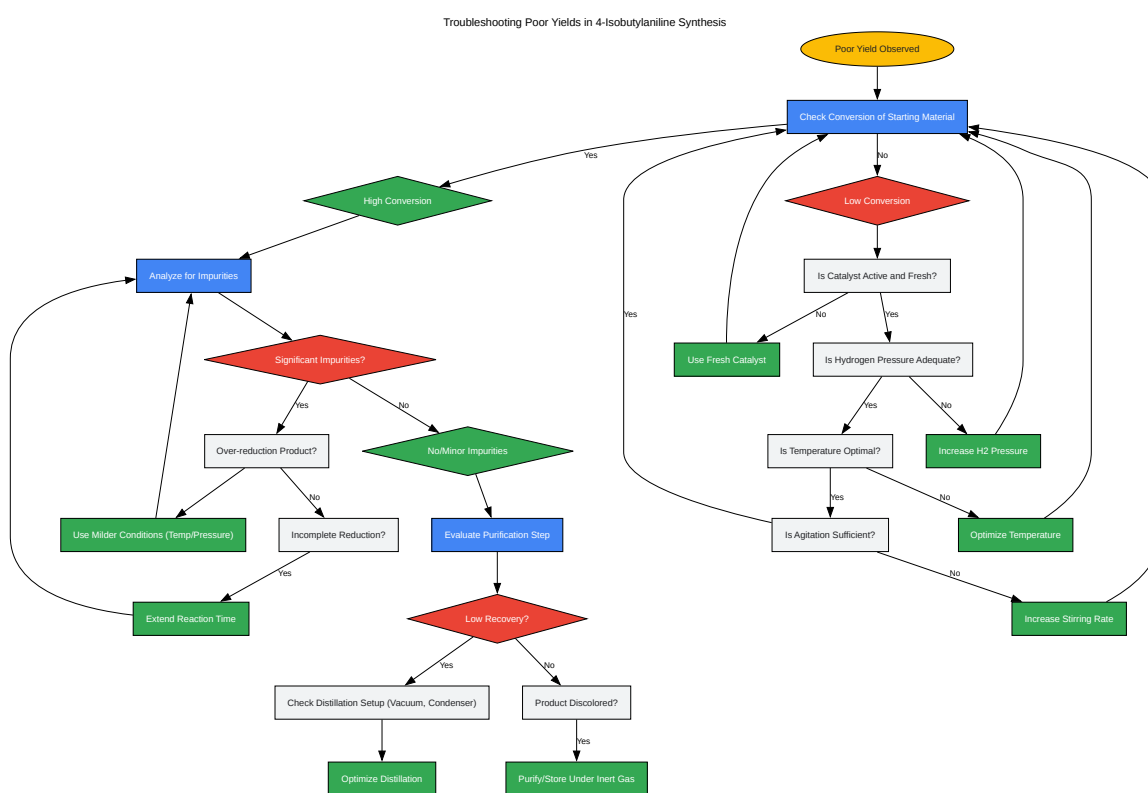 Troubleshooting Poor Yields in 4-Isobutylaniline Synthesis
Poor Yield Observed
Check Conversion of Starting Material
Yes
No
High Conversion
Low Conversion
Analyze for Impurities
Is Catalyst Active and Fresh?
Yes
No
Yes
Significant Impurities?
Use Fresh Catalyst
Is Hydrogen Pressure Adequate?
Yes
No
Yes
No
Over-reduction Product?
No/Minor Impurities
Is Temperature Optimal?
Increase H2 Pressure
No
Yes
No
Use Milder Conditions (Temp/Pressure)
Incomplete Reduction?
Evaluate Purification Step
Is Agitation Sufficient?
Optimize Temperature
Yes
No
Extend Reaction Time
Low Recovery?
Increase Stirring Rate
Yes
No
Check Distillation Setup (Vacuum, Condenser)
Product Discolored?
Yes
Optimize Distillation
Purify/Store Under Inert Gas